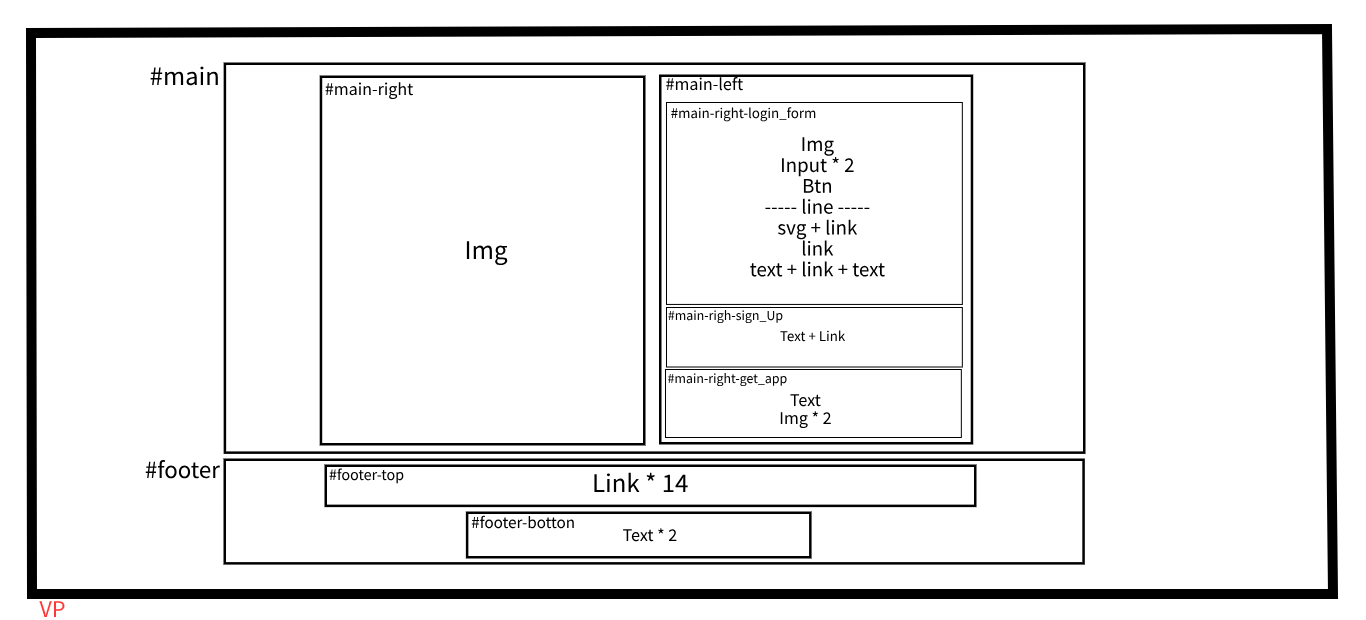 #main
#main-right
Img
#main-left
#main-right-login_form
Img
Input * 2
Btn
----- line -----
svg + link
link
text + link + text
#main-righ-sign_Up
Text + Link
#main-right-get_app
Text
Img * 2
#footer
#footer-top
Link * 14
#footer-botton
Text * 2
VP